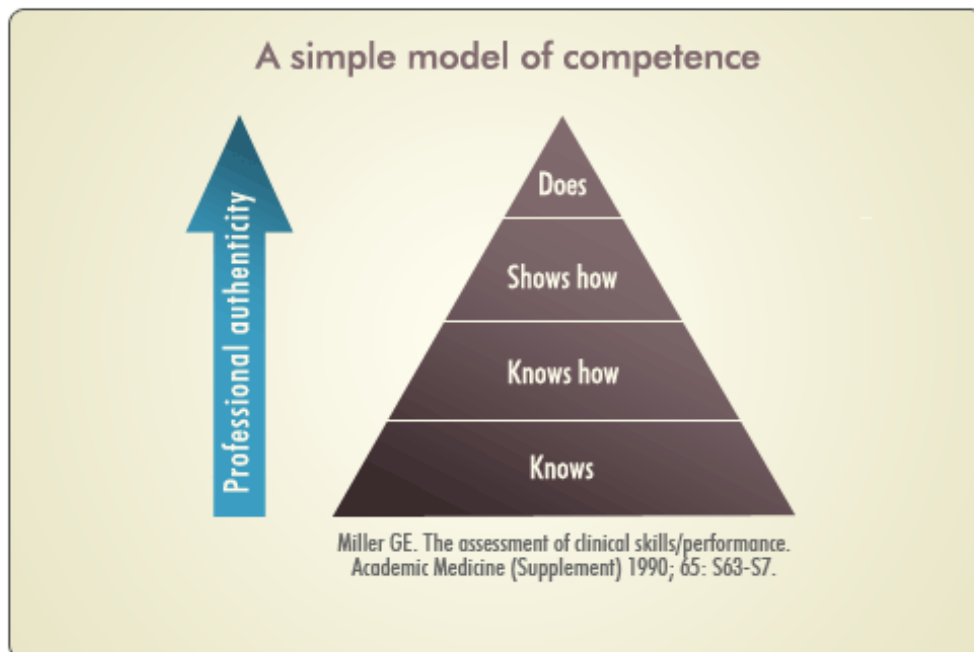 A simple model of competence
Professional authenticity
Does
Shows how
Knows how
Knows
Miller GE. The assessment of clinical skills/performance.
Academic Medicine (Supplement) 1990; 65: S63-S7.